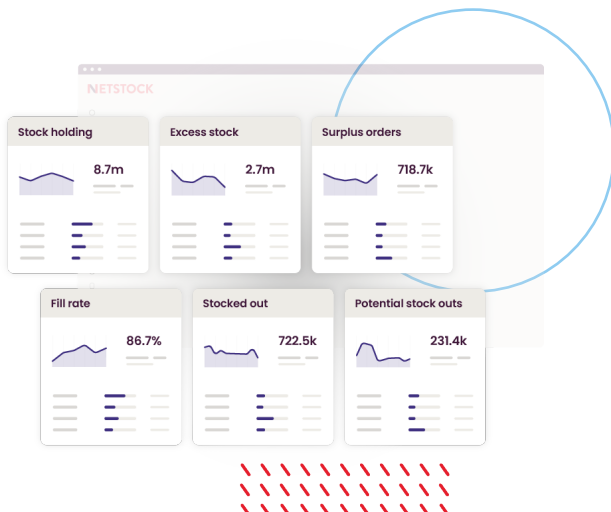 NETSTOCK
Stock holding
8.7m
Excess stock
2.7m
Surplus orders
718.7k
Fill rate
86.7%
Stocked out
722.5k
Potential stock outs
231.4k